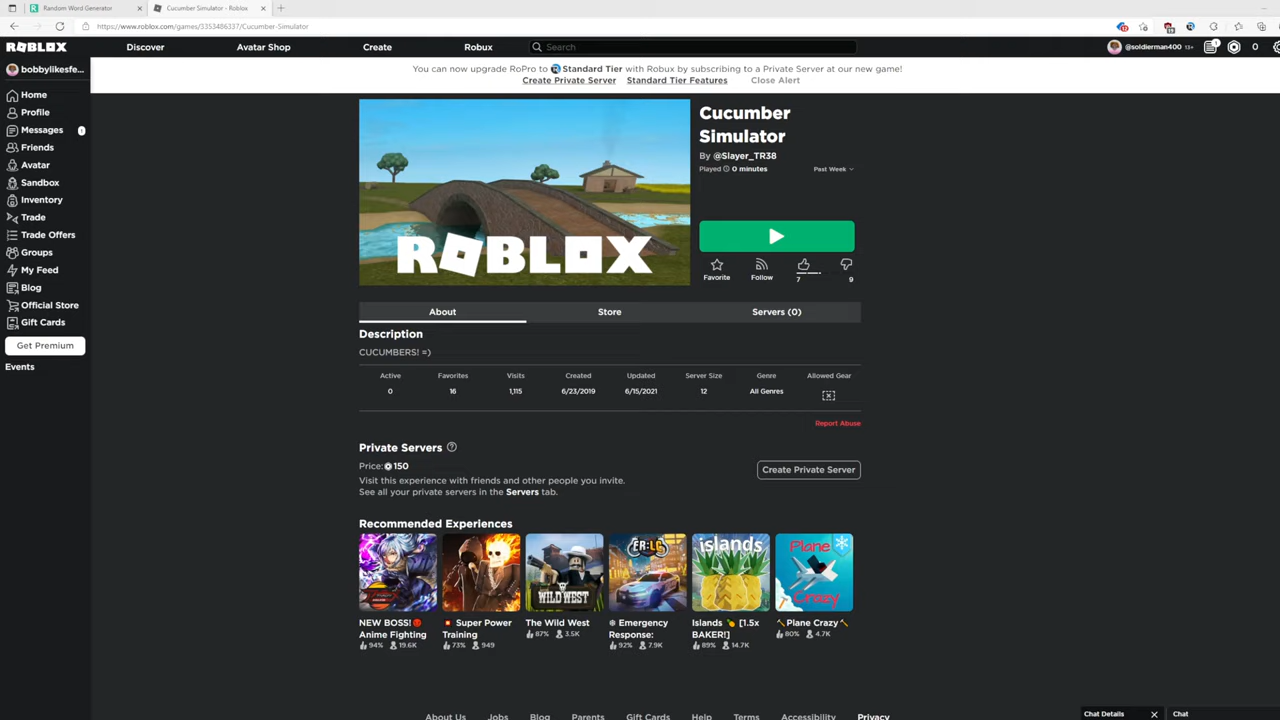 Random Word Generator
Cucumber Simulator - Roblox
https://www.roblox.com/games/3353486337/Cucumber-Simulator
ROBLOX
Discover
Avatar Shop
Create
Robux
Search
@soldierman400 13+
1
0
bobbylikesfe...
You can now upgrade RoPro to Standard Tier with Robux by subscribing to a Private Server at our new game!
Create Private Server Standard Tier Features Close Alert
Home
Profile
Messages
Friends
Avatar
Sandbox
Inventory
Trade
Trade Offers
Groups
My Feed
Blog
Official Store
Gift Cards
Get Premium
Events
ROBLOX
Cucumber
Simulator
By @Slayer_TR38
Played 0 minutes Past Week
Favorite Follow 7 9
About Store Servers (0)
Description
CUCUMBERS! =)
Active Favorites Visits Created Updated Server Size Genre Allowed Gear
0 16 1,115 6/23/2019 6/15/2021 12 All Genres
Report Abuse
Private Servers
Price: 150
Create Private Server
Visit this experience with friends and other people you invite.
See all your private servers in the Servers tab.
Recommended Experiences
WILD WEST
ER:LC
islands
Plane
Crazy
NEW BOSS! Anime Fighting
94% 19.6K
Super Power Training
73% 949
The Wild West
87% 3.5K
Emergency Response:
92% 7.9K
Islands [1.5x BAKER!]
89% 14.7K
Plane Crazy
80% 4.7K
About Us Jobs Blog Parents Gift Cards Help Terms Accessibility Privacy
Chat Details
Chat